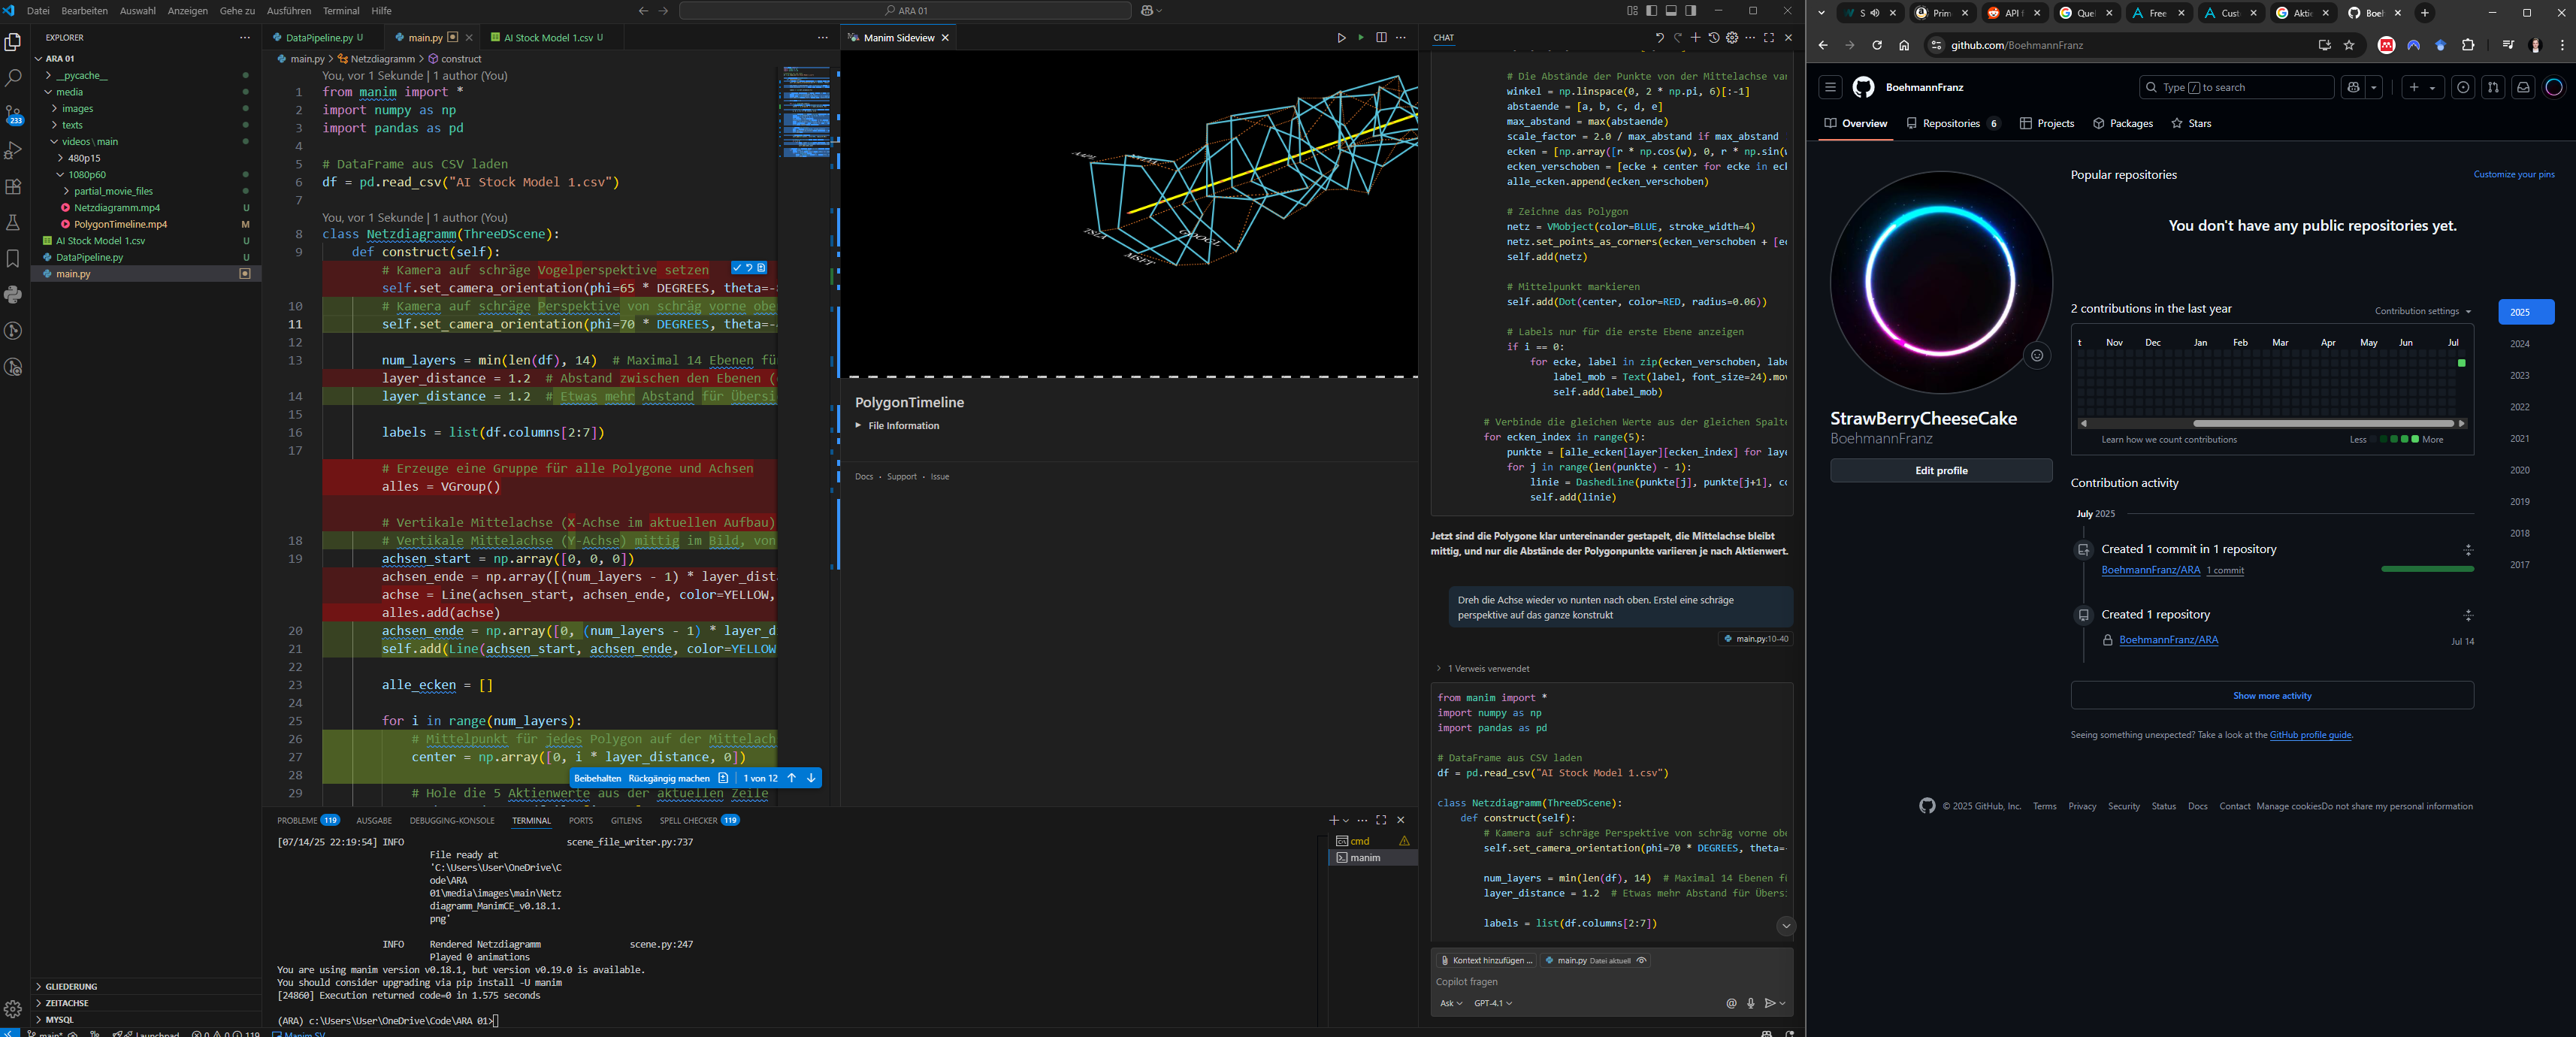 Datei Bearbeiten Auswahl Anzeigen Gehe zu Ausführen Terminal Hilfe
ARA 01
EXPLORER
ARA 01
__pycache__
media
images
texts
videos\main
480p15
1080p60
partial_movie_files
Netzdiagramm.mp4 U
PolygonTimeline.mp4 M
AI Stock Model 1.csv U
DataPipeline.py U
main.py
GLIEDERUNG
ZEITACHSE
MYSQL
233
DataPipeline.py U
main.py
AI Stock Model 1.csv U
main.py > Netzdiagramm > construct
You, vor 1 Sekunde | 1 author (You)
1 from manim import *
2 import numpy as np
3 import pandas as pd
4
5 # DataFrame aus CSV laden
6 df = pd.read_csv("AI Stock Model 1.csv")
7
You, vor 1 Sekunde | 1 author (You)
8 class Netzdiagramm(ThreeDScene):
9 def construct(self):
# Kamera auf schräge Vogelperspektive setzen
self.set_camera_orientation(phi=65 * DEGREES, theta=-
10 # Kamera auf schräge Perspektive von schräg vorne obe
11 self.set_camera_orientation(phi=70 * DEGREES, theta=-
12
13 num_layers = min(len(df), 14) # Maximal 14 Ebenen fü
layer_distance = 1.2 # Abstand zwischen den Ebenen (
14 layer_distance = 1.2 # Etwas mehr Abstand für Übersi
15
16 labels = list(df.columns[2:7])
17
# Erzeuge eine Gruppe für alle Polygone und Achsen
alles = VGroup()
# Vertikale Mittelachse (X-Achse im aktuellen Aufbau)
18 # Vertikale Mittelachse (Y-Achse) mittig im Bild, von
19 achsen_start = np.array([0, 0, 0])
achsen_ende = np.array([(num_layers - 1) * layer_dist
achse = Line(achsen_start, achsen_ende, color=YELLOW,
alles.add(achse)
20 achsen_ende = np.array([0, (num_layers - 1) * layer_d
21 self.add(Line(achsen_start, achsen_ende, color=YELLOW
22
23 alle_ecken = []
24
25 for i in range(num_layers):
26 # Mittelpunkt für jedes Polygon auf der Mittelach
27 center = np.array([0, i * layer_distance, 0])
28
29 # Hole die 5 Aktienwerte aus der aktuellen Zeile
Beibehalten Rückgängig machen 1 von 12
Manim Sideview
AAPL
TSLA
MSFT
GOOGL
PolygonTimeline
File Information
Docs · Support · Issue
PROBLEME 119 AUSGABE DEBUGGING-KONSOLE TERMINAL PORTS GITLENS SPELL CHECKER 119
[07/14/25 22:19:54] INFO scene_file_writer.py:737
File ready at
'C:\Users\User\OneDrive\C
ode\ARA
01\media\images\main\Netz
diagramm_ManimCE_v0.18.1.
png'
INFO Rendered Netzdiagramm scene.py:247
Played 0 animations
You are using manim version v0.18.1, but version v0.19.0 is available.
You should consider upgrading via pip install -U manim
[24860] Execution returned code=0 in 1.575 seconds
(ARA) c:\Users\User\OneDrive\Code\ARA 01>
cmd
manim
main* Launchpad 0 0 119 Manim SV
CHAT
# Die Abstände der Punkte von der Mittelachse var
winkel = np.linspace(0, 2 * np.pi, 6)[:-1]
abstaende = [a, b, c, d, e]
max_abstand = max(abstaende)
scale_factor = 2.0 / max_abstand if max_abstand
ecken = [np.array([r * np.cos(w), 0, r * np.sin(w
ecken_verschoben = [ecke + center for ecke in eck
alle_ecken.append(ecken_verschoben)
# Zeichne das Polygon
netz = VMobject(color=BLUE, stroke_width=4)
netz.set_points_as_corners(ecken_verschoben + [ec
self.add(netz)
# Mittelpunkt markieren
self.add(Dot(center, color=RED, radius=0.06))
# Labels nur für die erste Ebene anzeigen
if i == 0:
for ecke, label in zip(ecken_verschoben, labe
label_mob = Text(label, font_size=24).mov
self.add(label_mob)
# Verbinde die gleichen Werte aus der gleichen Spalte
for ecken_index in range(5):
punkte = [alle_ecken[layer][ecken_index] for laye
for j in range(len(punkte) - 1):
linie = DashedLine(punkte[j], punkte[j+1], co
self.add(linie)
Jetzt sind die Polygone klar untereinander gestapelt, die Mittelachse bleibt
mittig, und nur die Abstände der Polygonpunkte variieren je nach Aktienwert.
Dreh die Achse wieder vo nunten nach oben. Erstel eine schräge
perspektive auf das ganze konstrukt
main.py:10-40
1 Verweis verwendet
from manim import *
import numpy as np
import pandas as pd
# DataFrame aus CSV laden
df = pd.read_csv("AI Stock Model 1.csv")
class Netzdiagramm(ThreeDScene):
def construct(self):
# Kamera auf schräge Perspektive von schräg vorne obe
self.set_camera_orientation(phi=70 * DEGREES, theta=-
num_layers = min(len(df), 14) # Maximal 14 Ebenen fü
layer_distance = 1.2 # Etwas mehr Abstand für Übersi
labels = list(df.columns[2:7])
Kontext hinzufügen ... main.py Datei aktuell
Copilot fragen
Ask GPT-4.1
S Prim API f Quel Free Cust Aktie Boeh
github.com/BoehmannFranz
BoehmannFranz
Type / to search
Overview Repositories 6 Projects Packages Stars
StrawBerryCheeseCake
BoehmannFranz
Edit profile
Popular repositories
Customize your pins
You don't have any public repositories yet.
2 contributions in the last year
Contribution settings
t Nov Dec Jan Feb Mar Apr May Jun Jul
Learn how we count contributions
Less More
2025
2024
2023
2022
2021
2020
2019
2018
2017
Contribution activity
July 2025
Created 1 commit in 1 repository
BoehmannFranz/ARA 1 commit
Created 1 repository
BoehmannFranz/ARA Jul 14
Show more activity
Seeing something unexpected? Take a look at the GitHub profile guide.
© 2025 GitHub, Inc. Terms Privacy Security Status Docs Contact Manage cookies Do not share my personal information